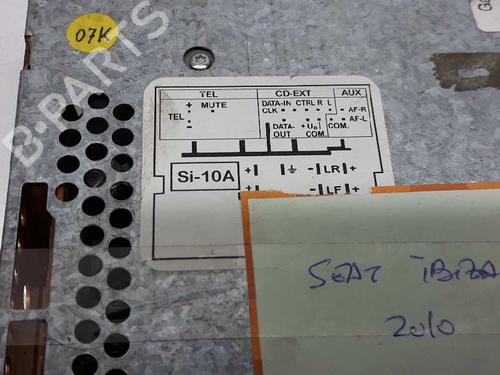 07K
TEL
CD-EXT
AUX
+ MUTE
DATA-IN CTRL R L
CLK
AF-R
TEL
AF-L
DATA-OUT
+UB
COM.
COM.
Si-10A
+ - LR +
+ - LF +
SEAT IBIZA
2010
B-PARTS